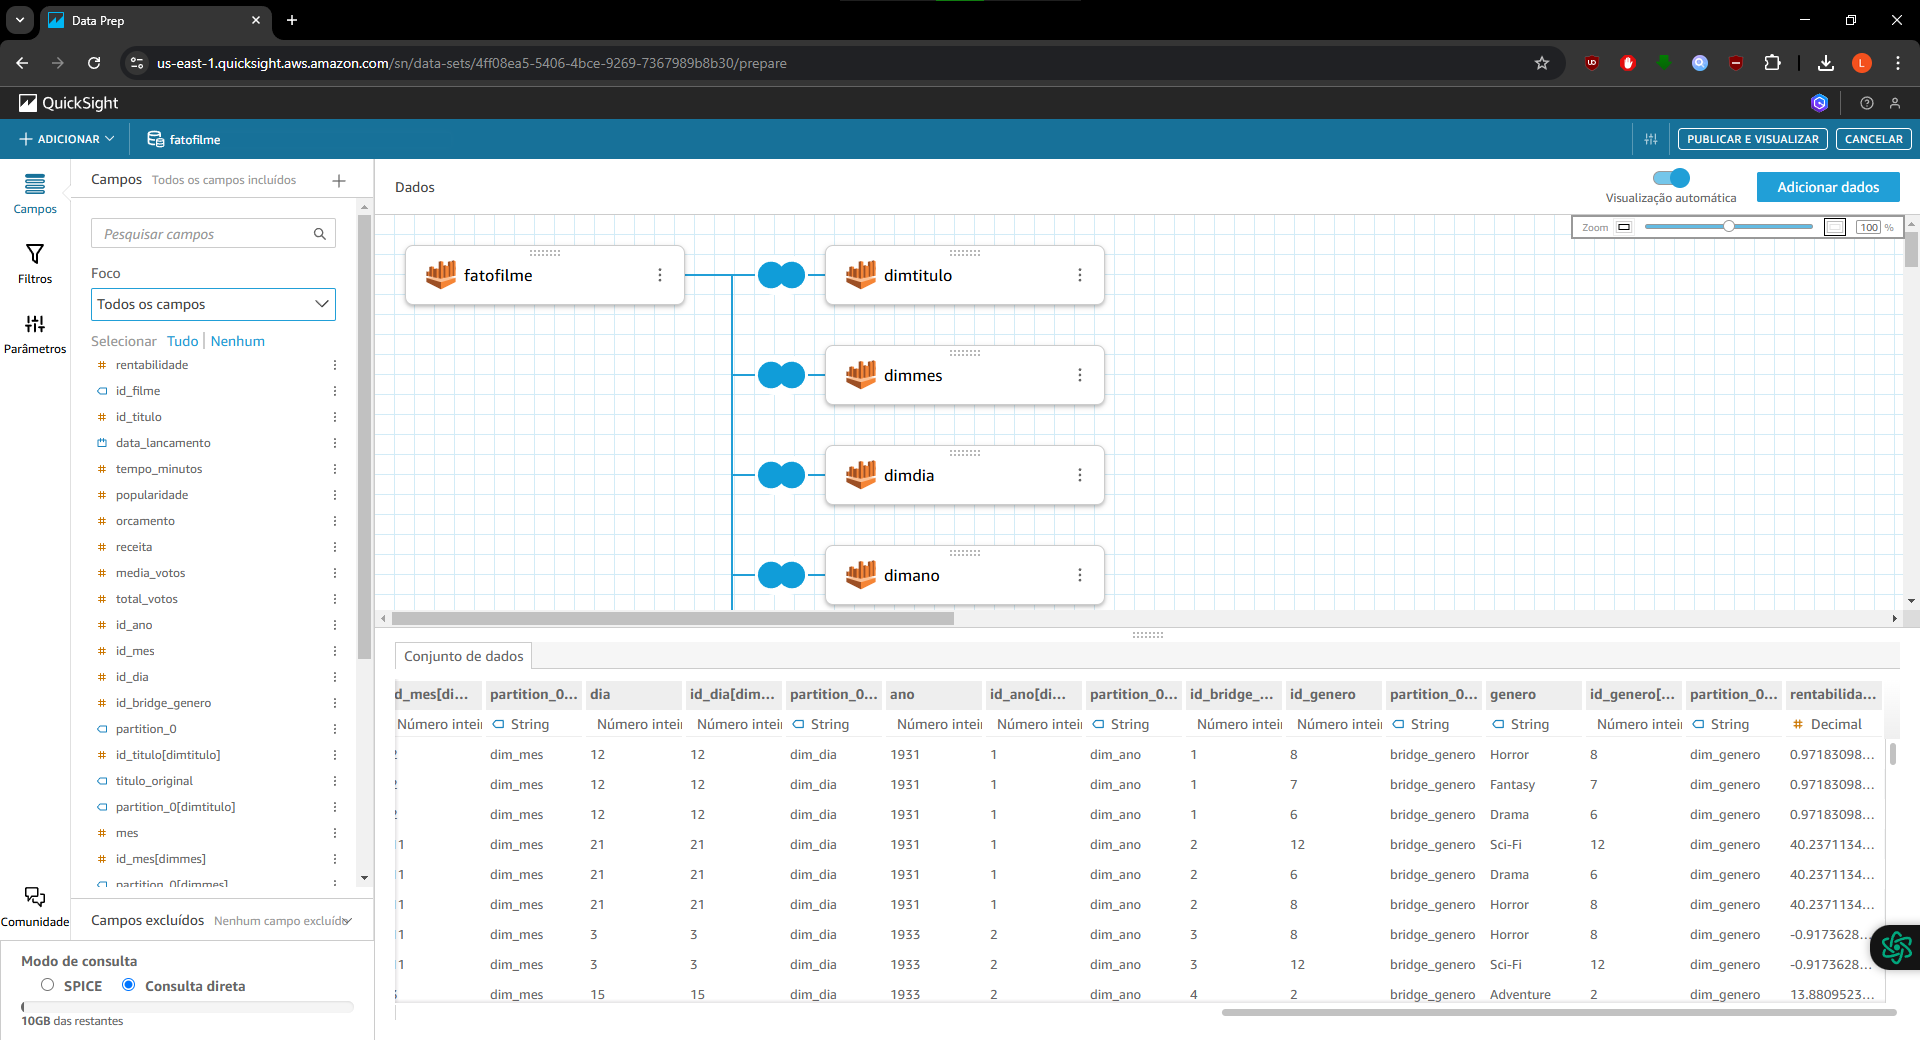 Data Prep
us-east-1.quicksight.aws.amazon.com/sn/data-sets/4ff08ea5-5406-4bce-9269-7367989b8b30/prepare
L
QuickSight
ADICIONAR
fatofilme
PUBLICAR E VISUALIZAR
CANCELAR
Campos
Filtros
Parâmetros
Comunidade
Campos Todos os campos incluídos
Pesquisar campos
Foco
Todos os campos
Selecionar Tudo Nenhum
rentabilidade
id_filme
id_titulo
data_lancamento
tempo_minutos
popularidade
orcamento
receita
media_votos
total_votos
id_ano
id_mes
id_dia
id_bridge_genero
partition_0
id_titulo[dimtitulo]
titulo_original
partition_0[dimtitulo]
mes
id_mes[dimmes]
partition_0[dimmes]
Campos excluídos Nenhum campo excluído
Modo de consulta
SPICE Consulta direta
10GB das restantes
Dados
Visualização automática
Adicionar dados
Zoom 100 %
fatofilme
dimtitulo
dimmes
dimdia
dimano
Conjunto de dados
d_mes[di... partition_0... dia id_dia[dim... partition_0... ano id_ano[di... partition_0... id_bridge_... id_genero partition_0... genero id_genero[... partition_0... rentabilida...
Número intei String Número intei Número intei String Número intei Número intei String Número intei Número intei String String Número intei String Decimal
2 dim_mes 12 12 dim_dia 1931 1 dim_ano 1 8 bridge_genero Horror 8 dim_genero 0.97183098...
2 dim_mes 12 12 dim_dia 1931 1 dim_ano 1 7 bridge_genero Fantasy 7 dim_genero 0.97183098...
2 dim_mes 12 12 dim_dia 1931 1 dim_ano 1 6 bridge_genero Drama 6 dim_genero 0.97183098...
11 dim_mes 21 21 dim_dia 1931 1 dim_ano 2 12 bridge_genero Sci-Fi 12 dim_genero 40.2371134...
11 dim_mes 21 21 dim_dia 1931 1 dim_ano 2 6 bridge_genero Drama 6 dim_genero 40.2371134...
11 dim_mes 21 21 dim_dia 1931 1 dim_ano 2 8 bridge_genero Horror 8 dim_genero 40.2371134...
11 dim_mes 3 3 dim_dia 1933 2 dim_ano 3 8 bridge_genero Horror 8 dim_genero -0.9173628...
11 dim_mes 3 3 dim_dia 1933 2 dim_ano 3 12 bridge_genero Sci-Fi 12 dim_genero -0.9173628...
dim_mes 15 15 dim_dia 1933 2 dim_ano 4 2 bridge_genero Adventure 2 dim_genero 13.8809523...